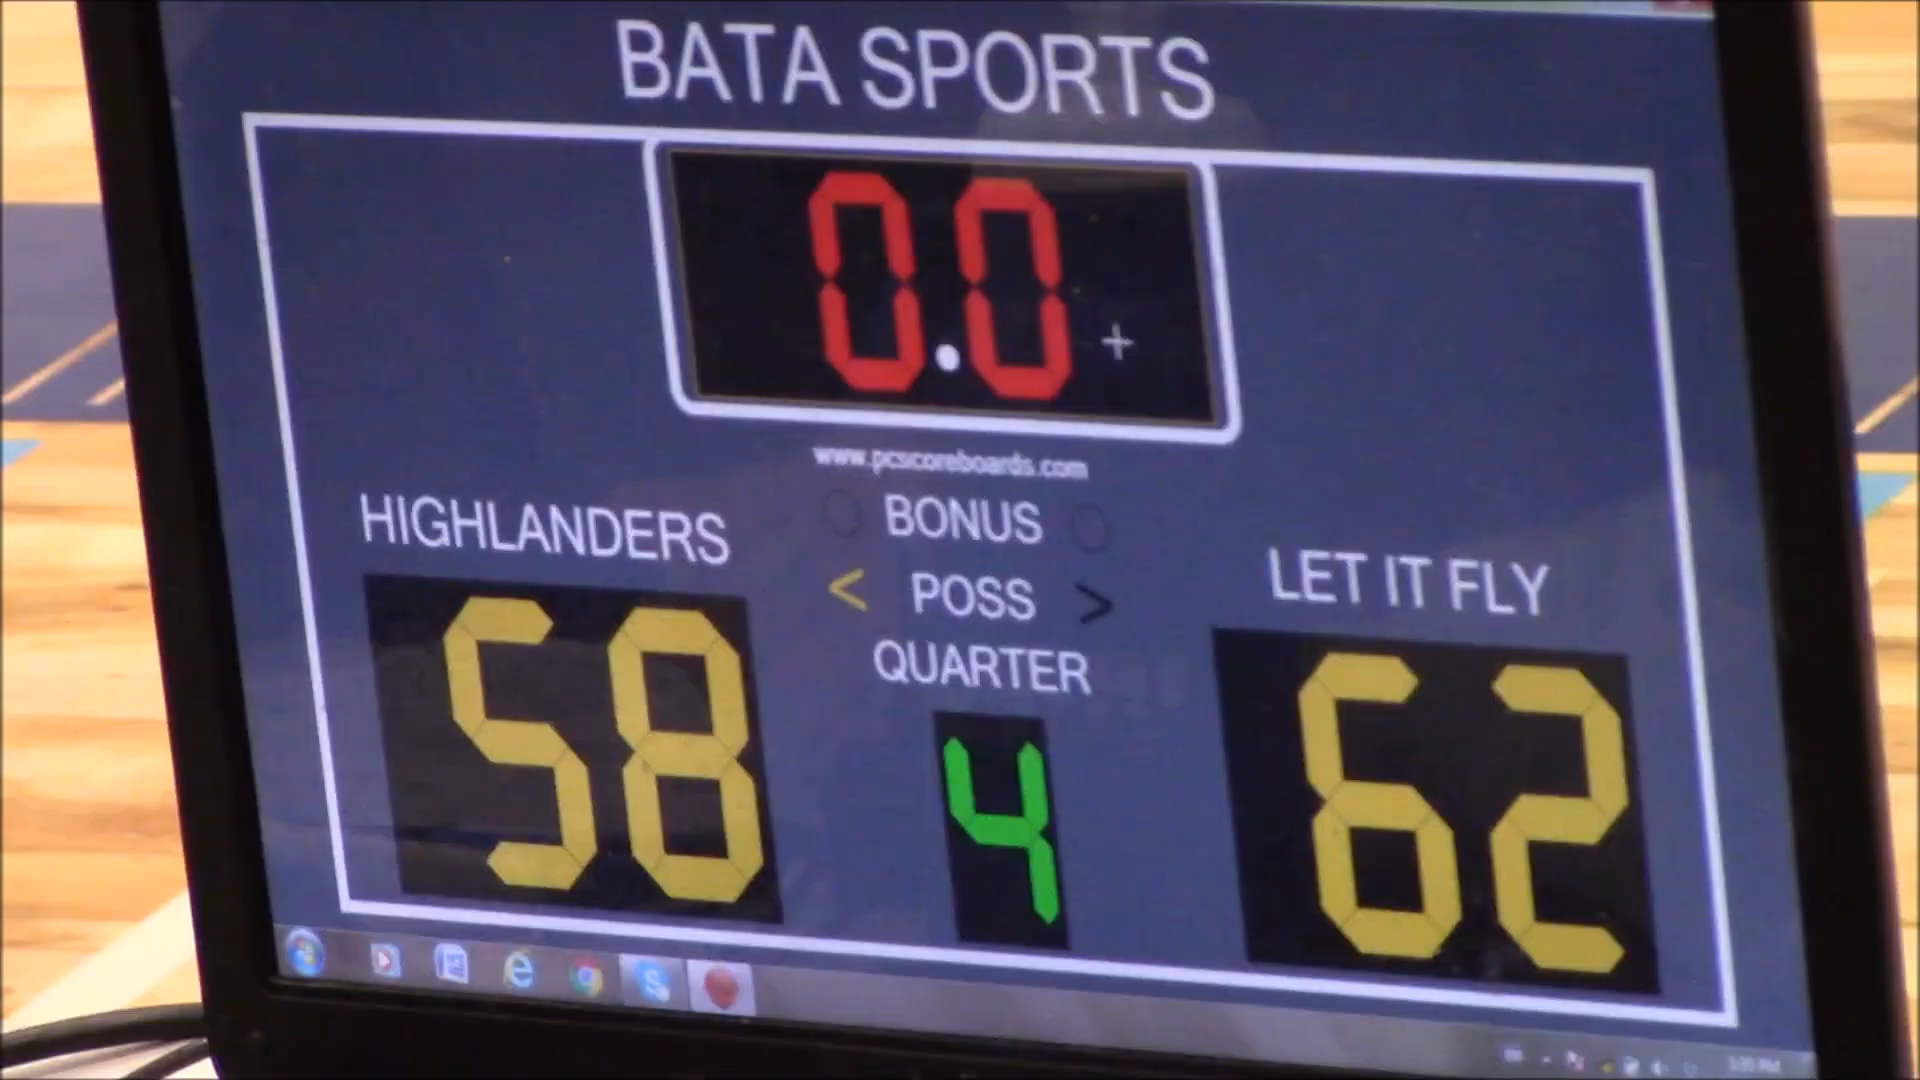 BATA SPORTS
0.0 +
www.pcscoreboards.com
HIGHLANDERS
BONUS
LET IT FLY
< POSS >
QUARTER
58
4
62